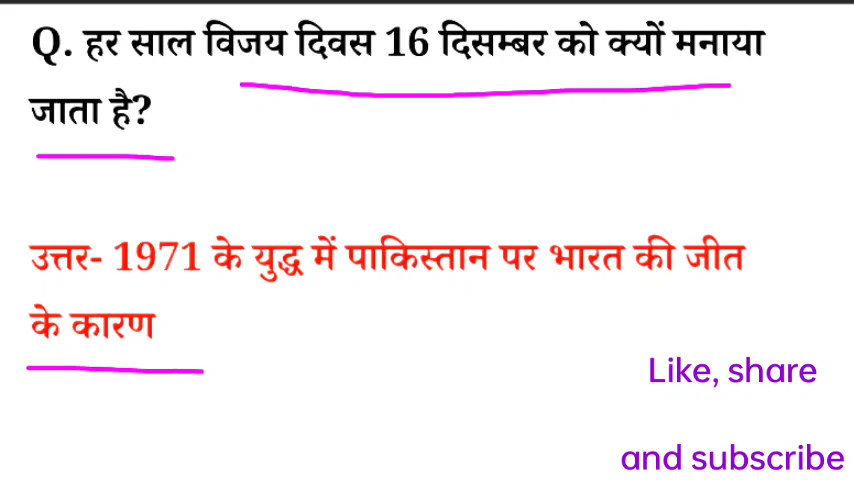 Q. हर साल विजय दिवस 16 दिसम्बर को क्यों मनाया
जाता है?
उत्तर- 1971 के युद्ध में पाकिस्तान पर भारत की जीत
के कारण
Like, share
and subscribe